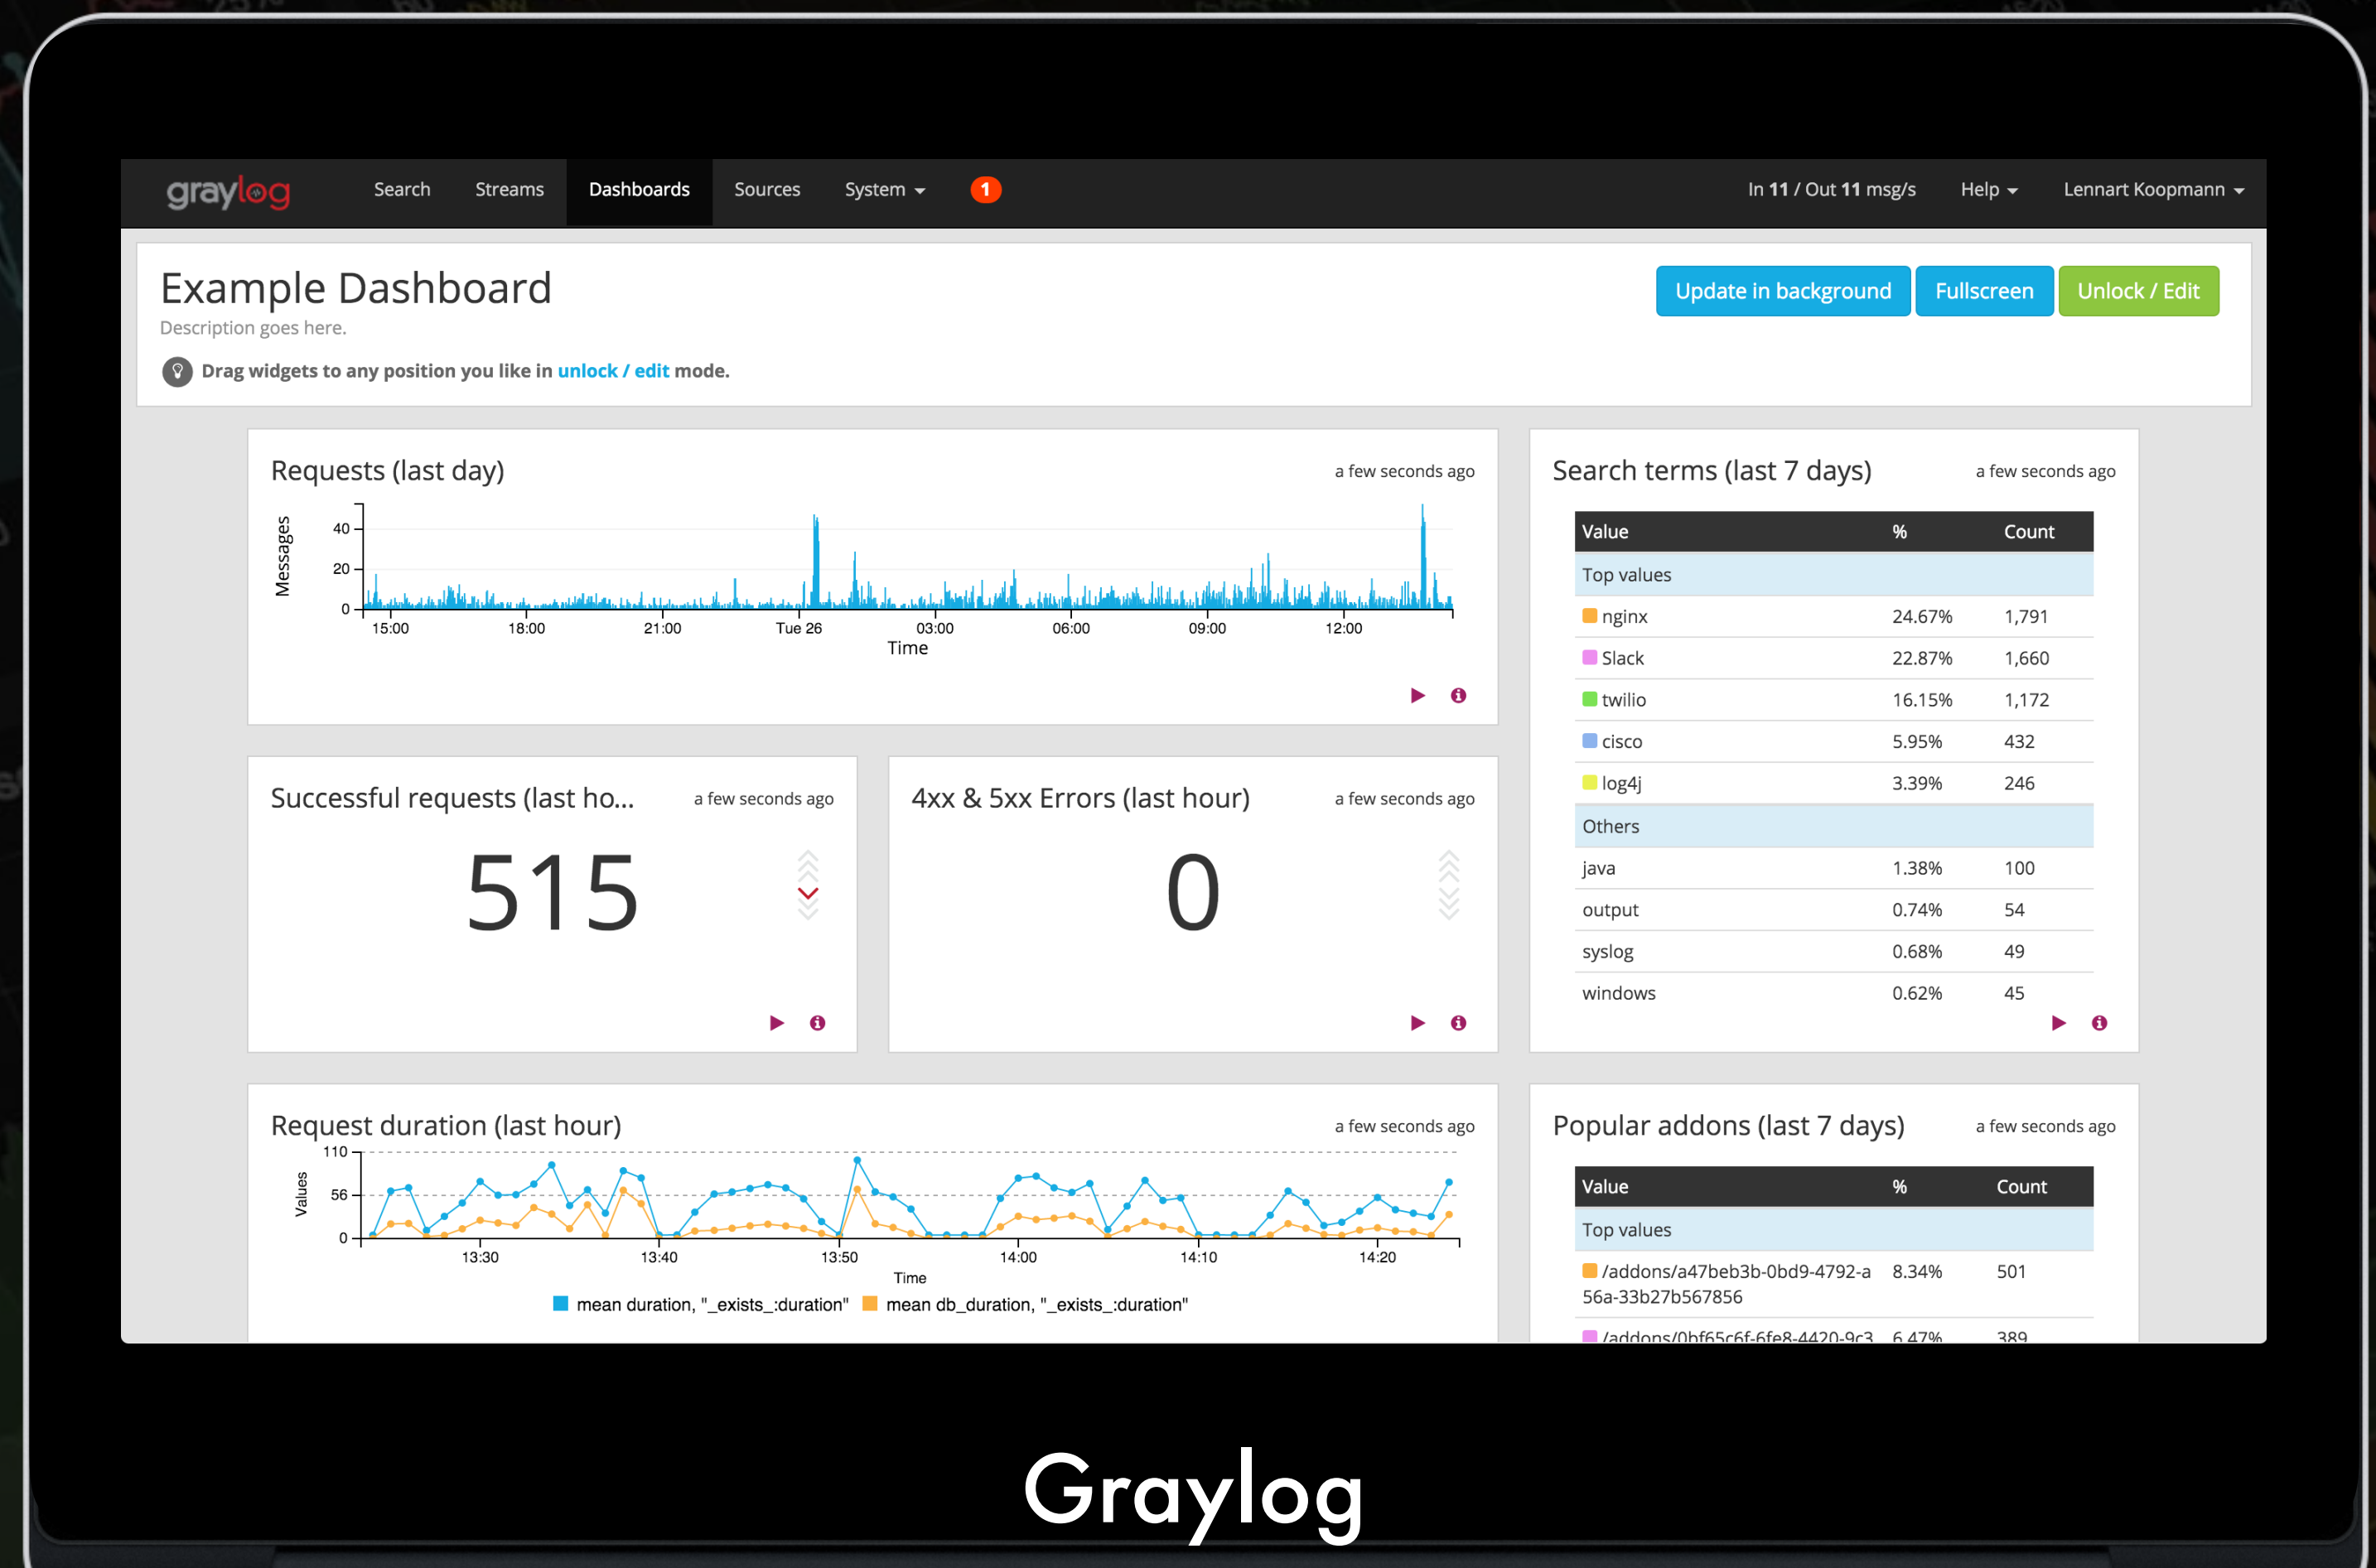 graylog Search Streams Dashboards Sources System 1 In 11 / Out 11 msg/s Help Lennart Koopmann
Example Dashboard
Update in background Fullscreen Unlock / Edit
Description goes here.
Drag widgets to any position you like in unlock / edit mode.
Requests (last day) a few seconds ago
Messages
40
20
0
15:00 18:00 21:00 Tue 26 03:00 06:00 09:00 12:00
Time
Search terms (last 7 days) a few seconds ago
Value % Count
Top values
nginx 24.67% 1,791
Slack 22.87% 1,660
twilio 16.15% 1,172
cisco 5.95% 432
log4j 3.39% 246
Others
java 1.38% 100
output 0.74% 54
syslog 0.68% 49
windows 0.62% 45
Successful requests (last ho... a few seconds ago
515
4xx & 5xx Errors (last hour) a few seconds ago
0
Request duration (last hour) a few seconds ago
Values
110
56
0
13:30 13:40 13:50 14:00 14:10 14:20
Time
mean duration, "_exists_:duration" mean db_duration, "_exists_:duration"
Popular addons (last 7 days) a few seconds ago
Value % Count
Top values
/addons/a47beb3b-0bd9-4792-a 8.34% 501
56a-33b27b567856
/addons/0bf65c6f-6fe8-4420-9c3 6.47% 389
Graylog